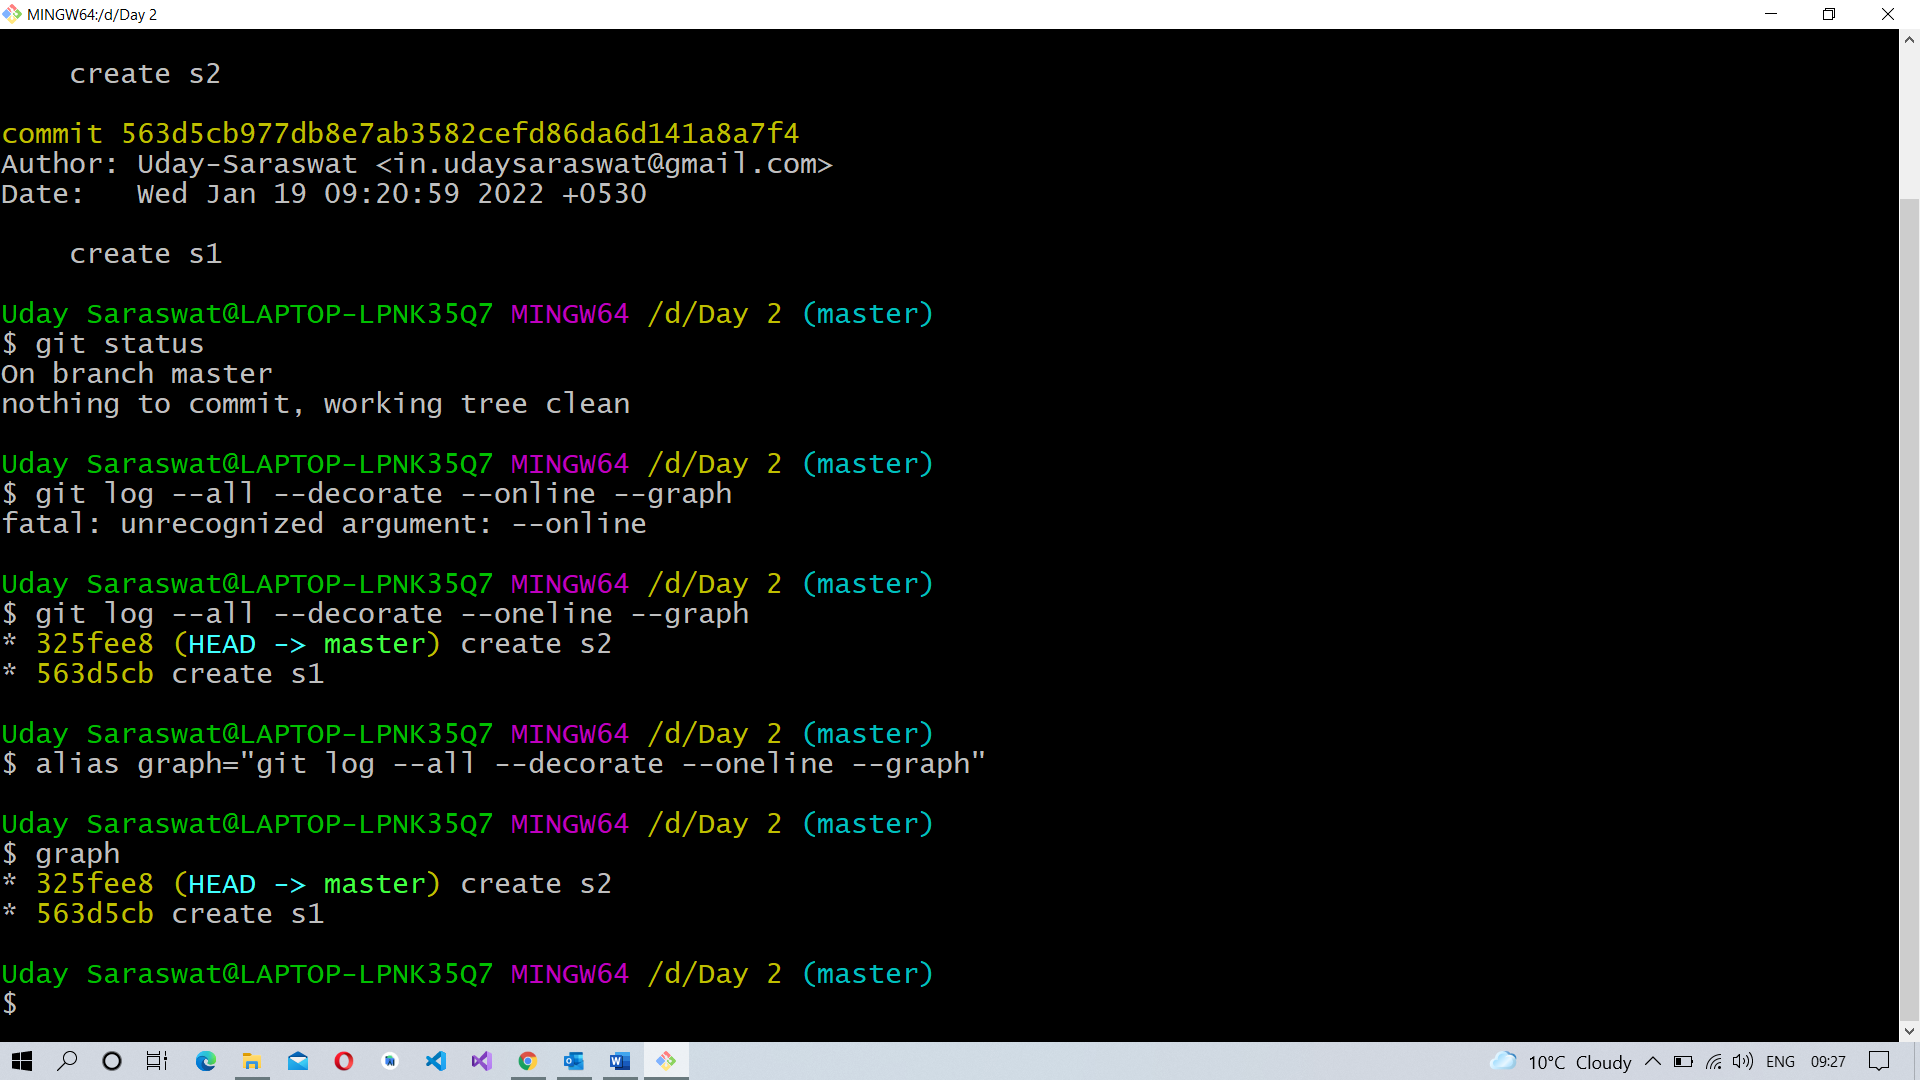 MINGW64:/d/Day 2
    create s2
commit 563d5cb977db8e7ab3582cefd86da6d141a8a7f4
Author: Uday-Saraswat <in.udaysaraswat@gmail.com>
Date:   Wed Jan 19 09:20:59 2022 +0530
    create s1
Uday Saraswat@LAPTOP-LPNK35Q7 MINGW64 /d/Day 2 (master)
$ git status
On branch master
nothing to commit, working tree clean
Uday Saraswat@LAPTOP-LPNK35Q7 MINGW64 /d/Day 2 (master)
$ git log --all --decorate --online --graph
fatal: unrecognized argument: --online
Uday Saraswat@LAPTOP-LPNK35Q7 MINGW64 /d/Day 2 (master)
$ git log --all --decorate --oneline --graph
* 325fee8 (HEAD -> master) create s2
* 563d5cb create s1
Uday Saraswat@LAPTOP-LPNK35Q7 MINGW64 /d/Day 2 (master)
$ alias graph="git log --all --decorate --oneline --graph"
Uday Saraswat@LAPTOP-LPNK35Q7 MINGW64 /d/Day 2 (master)
$ graph
* 325fee8 (HEAD -> master) create s2
* 563d5cb create s1
Uday Saraswat@LAPTOP-LPNK35Q7 MINGW64 /d/Day 2 (master)
$
10°C Cloudy ENG 09:27